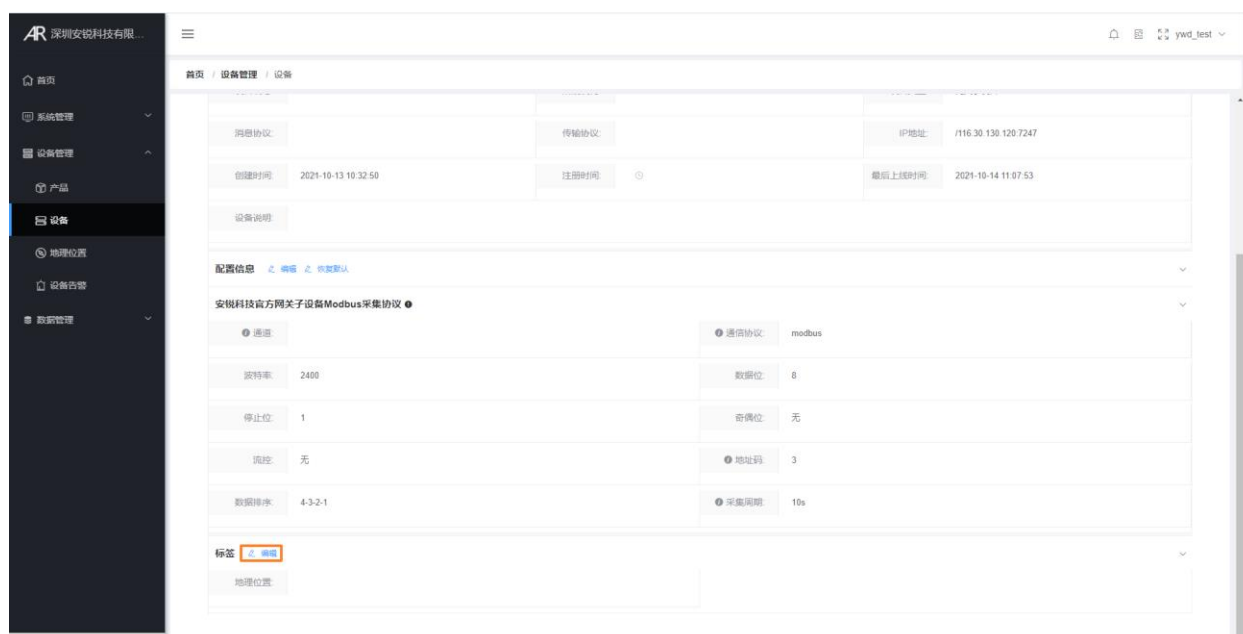 AR 深圳安锐科技有限...
ywd_test
首页 / 设备管理 / 设备
首页
系统管理
设备管理
产品
设备
地理位置
设备告警
数据管理
消息协议:
传输协议:
IP地址: /116.30.130.120:7247
创建时间: 2021-10-13 10:32:50
注册时间:
最后上线时间: 2021-10-14 11:07:53
设备说明:
配置信息 编辑 恢复默认
安锐科技官方网关子设备Modbus采集协议
通道:
通信协议: modbus
波特率: 2400
数据位: 8
停止位: 1
奇偶位: 无
流控: 无
地址码: 3
数据排序: 4-3-2-1
采集周期: 10s
标签 编辑
地理位置: